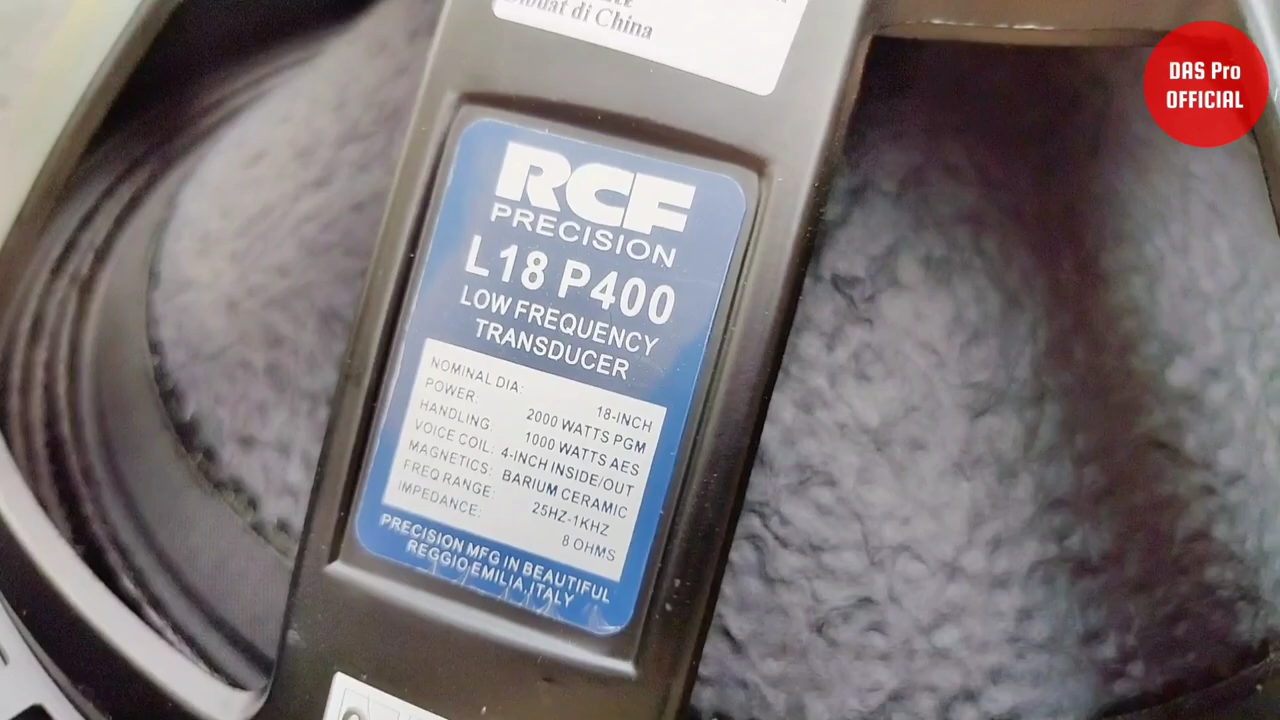 Dibuat di China
DAS Pro
OFFICIAL
RCF
PRECISION
L18 P400
LOW FREQUENCY
TRANSDUCER
NOMINAL DIA: 18-INCH
POWER: 2000 WATTS PGM
HANDLING: 1000 WATTS AES
VOICE COIL: 4-INCH INSIDE/OUT
MAGNETICS: BARIUM CERAMIC
FREQ RANGE: 25HZ-1KHZ
IMPEDANCE: 8 OHMS
PRECISION MFG IN BEAUTIFUL
REGGIO EMILIA, ITALY